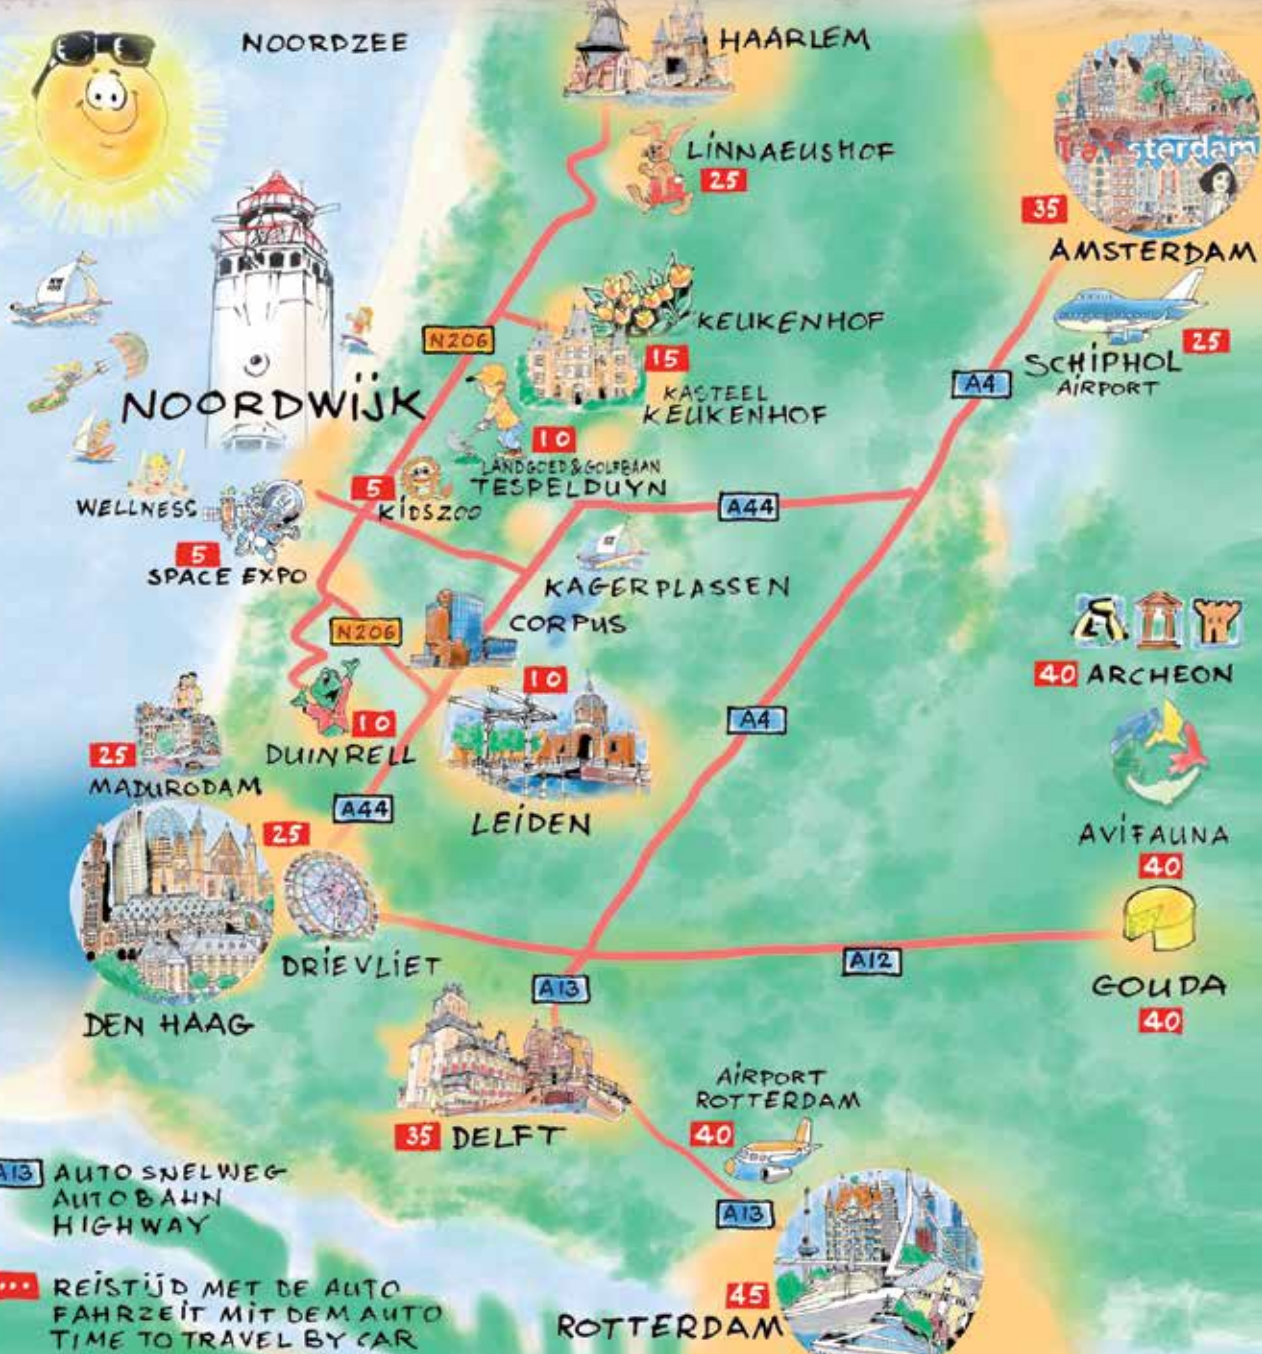 NOORDZEE
HAARLEM
LINNAEUSHOF
25
35
AMSTERDAM
KEUKENHOF
N206
15
SCHIPHOL
25
AIRPORT
A4
KASTEEL
KEUKENHOF
NOORDWIJK
10
LANDGOED & GOLFBAAN
TESPELDUYN
5
KIDSZOO
WELLNESS
A44
5
SPACE EXPO
KAGERPLASSEN
CORPUS
N206
10
40 ARCHEON
10
DUINRELL
A4
25
MADURODAM
A44
LEIDEN
25
AVIFAUNA
40
DRIEVLIET
A12
A13
GOUDA
40
DEN HAAG
AIRPORT
ROTTERDAM
40
35 DELFT
A13
A13 AUTO SNELWEG
AUTOBAHN
HIGHWAY
... REISTIJD MET DE AUTO
FAHRZEIT MIT DEM AUTO
TIME TO TRAVEL BY CAR
45
ROTTERDAM